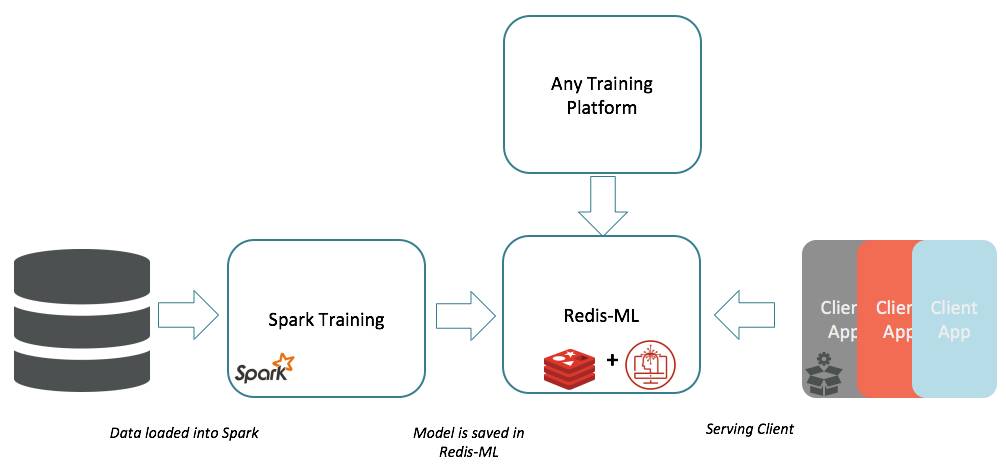 Any Training
Platform
Spark Training
Spark
Redis-ML
+
Client
App
Client
App
Client
App
Data loaded into Spark
Model is saved in
Redis-ML
Serving Client